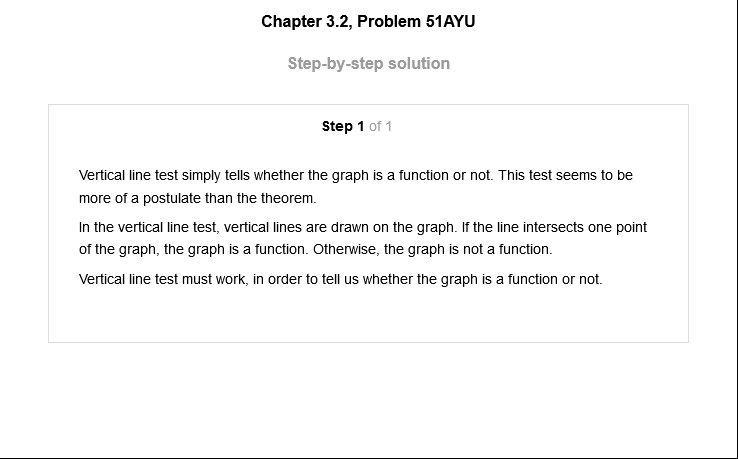 Chapter 3.2, Problem 51AYU
Step-by-step solution
Step 1 of 1
Vertical line test simply tells whether the graph is a function or not. This test seems to be
more of a postulate than the theorem.
In the vertical line test, vertical lines are drawn on the graph. If the line intersects one point
of the graph, the graph is a function. Otherwise, the graph is not a function.
Vertical line test must work, in order to tell us whether the graph is a function or not.